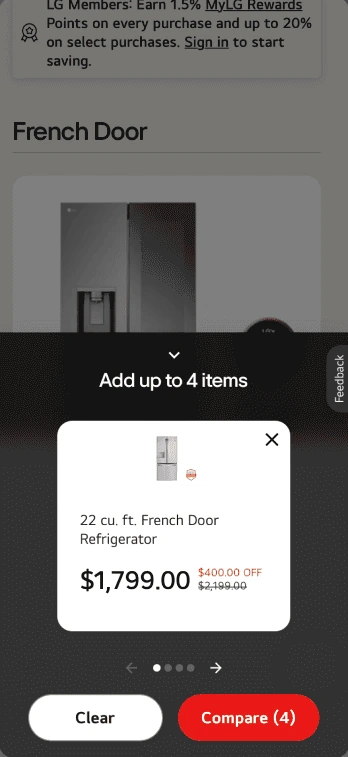 LG Members: Earn 1.5% MyLG Rewards
Points on every purchase and up to 20%
on select purchases. Sign in to start
saving.
French Door
Feedback
Add up to 4 items
22 cu. ft. French Door
Refrigerator
$1,799.00
$400.00 OFF
$2,199.00
Clear
Compare (4)